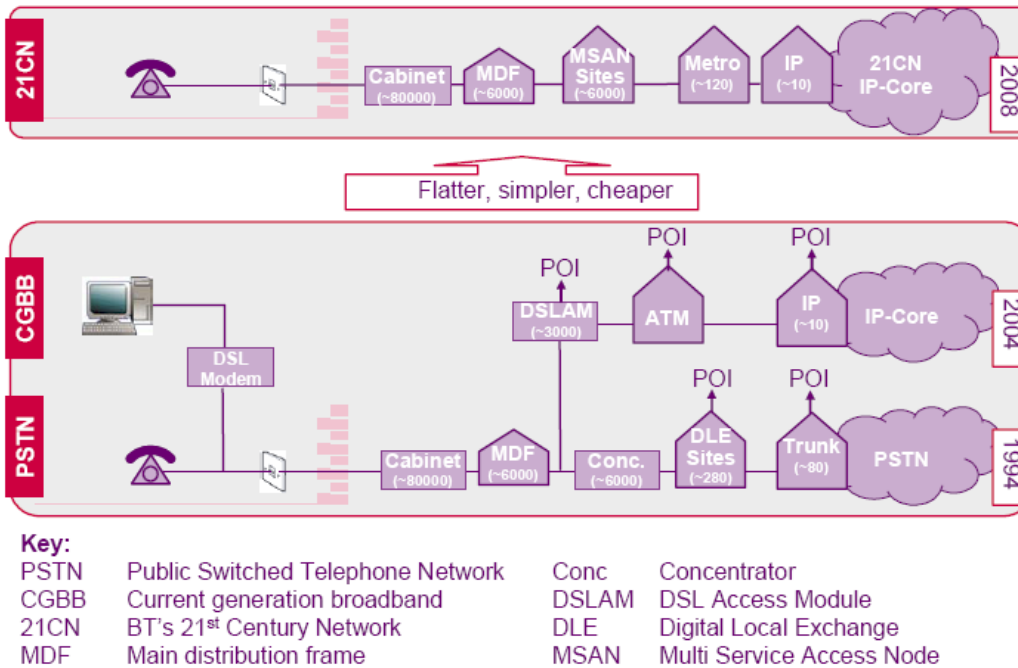 21CN
Cabinet
(~80000)
MDF
(~6000)
MSAN
Sites
(~6000)
Metro
(~120)
IP
(~10)
21CN
IP-Core
2008
Flatter, simpler, cheaper
CGBB
DSL
Modem
POI
DSLAM
(~3000)
POI
ATM
POI
IP
(~10)
IP-Core
2004
PSTN
Cabinet
(~80000)
MDF
(~6000)
Conc.
(~6000)
POI
DLE
Sites
(~280)
POI
Trunk
(~80)
PSTN
1994
Key:
PSTN Public Switched Telephone Network
CGBB Current generation broadband
21CN BT's 21st Century Network
MDF Main distribution frame
Conc Concentrator
DSLAM DSL Access Module
DLE Digital Local Exchange
MSAN Multi Service Access Node